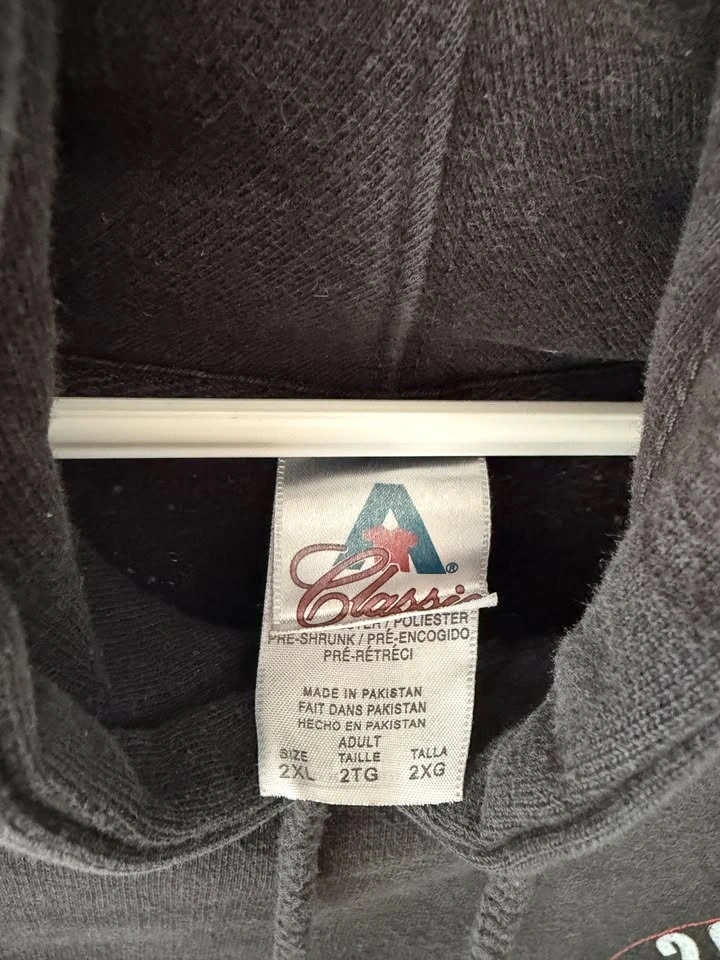 A ®
Classic
/ POLIESTER
PRE-SHRUNK / PRÉ-ENCOGIDO
PRÉ-RÉTRÉCI
MADE IN PAKISTAN
FAIT DANS PAKISTAN
HECHO EN PAKISTAN
ADULT
SIZE TAILLE TALLA
2XL 2TG 2XG